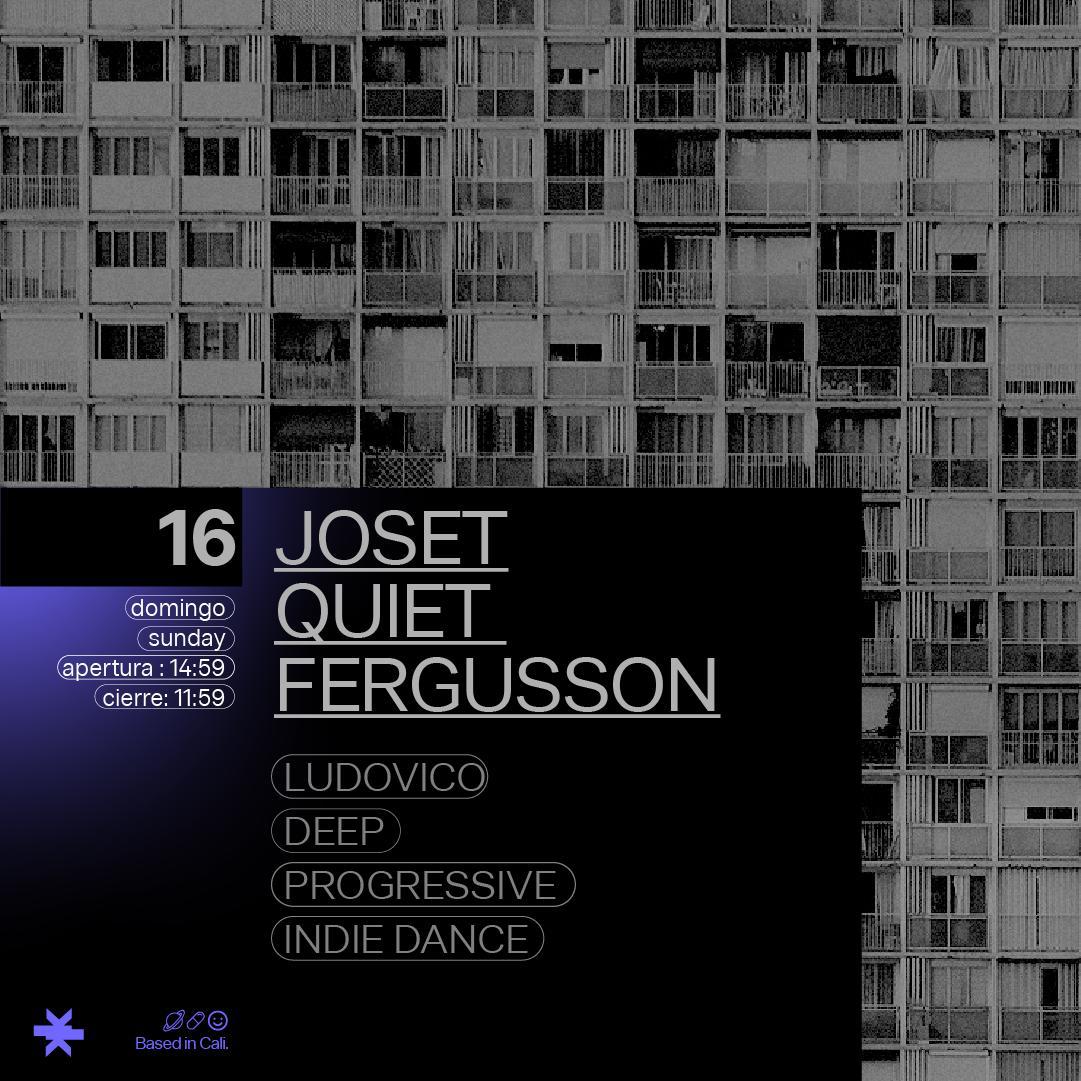 16
domingo
sunday
apertura : 14:59
cierre: 11:59
JOSET
QUIET
FERGUSSON
LUDOVICO
DEEP
PROGRESSIVE
INDIE DANCE
Based in Cali.